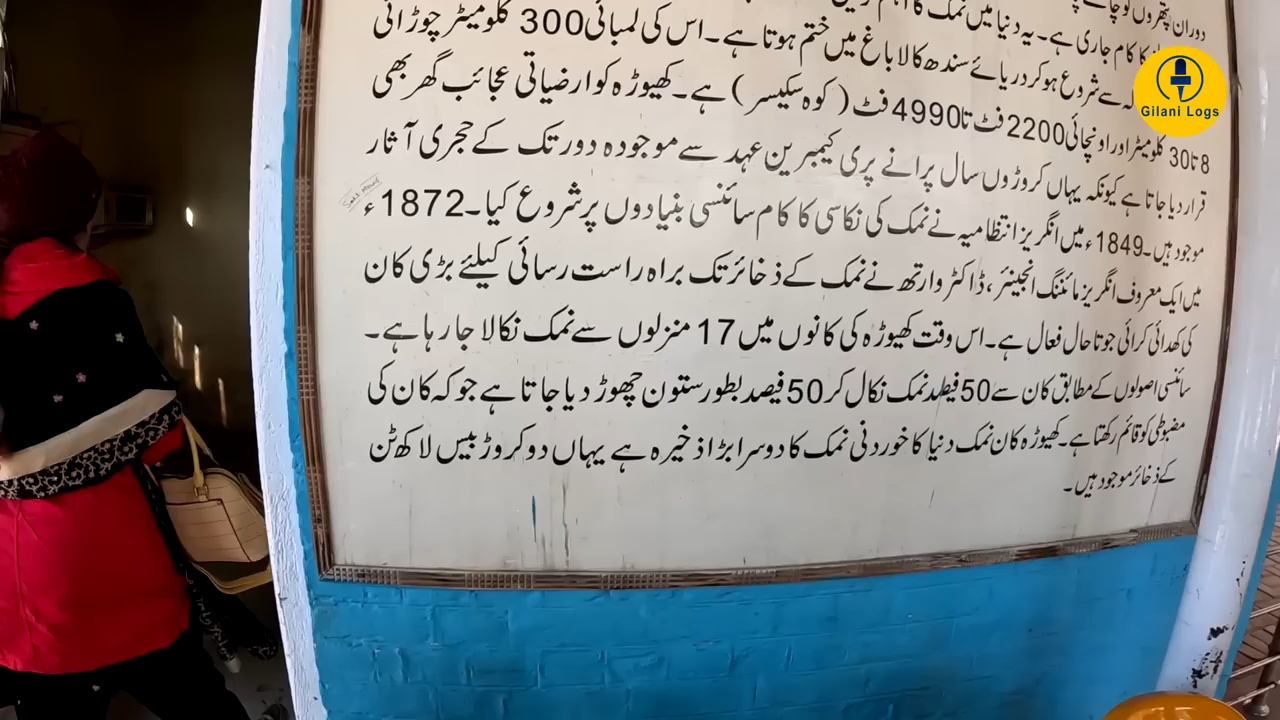 دوران پتھروں کو چاٹے
کا کام جاری ہے۔ یہ دنیا میں نمک کا اہم
سے شروع ہوکر دریائے سندھ کالاباغ میں ختم ہوتا ہے۔ اس کی لمبائی 300 کلومیٹر چوڑائی
8 تا 30 کلومیٹر اور اونچائی 2200 فٹ تا 4990 فٹ (کوہ سکیسر) ہے۔ کھیوڑہ کو ارضیاتی عجائب گھر بھی
قرار دیا جاتا ہے کیونکہ یہاں کروڑوں سال پرانے پری کیمبرین عہد سے موجودہ دور تک کے حجری آثار
موجود ہیں۔ 1849ء میں انگریز انتظامیہ نے نمک کی نکاسی کا کام سائنسی بنیادوں پر شروع کیا۔ 1872ء
میں ایک معروف انگریز مائننگ انجینئر، ڈاکٹر وارتھ نے نمک کے ذخائر تک براہ راست رسائی کیلئے بڑی کان
کی کھدائی کرائی جو تاحال فعال ہے۔ اس وقت کھیوڑہ کی کانوں میں 17 منزلوں سے نمک نکالا جا رہا ہے۔
سائنسی اصولوں کے مطابق کان سے 50 فیصد نمک نکال کر 50 فیصد بطور ستون چھوڑ دیا جاتا ہے جو کہ کان کی
مضبوطی کو قائم رکھتا ہے۔ کھیوڑہ کان نمک دنیا کا خوردنی نمک کا دوسرا بڑا ذخیرہ ہے یہاں دو کروڑ بیس لاکھ ٹن
کے ذخائر موجود ہیں۔
Gilani Logs